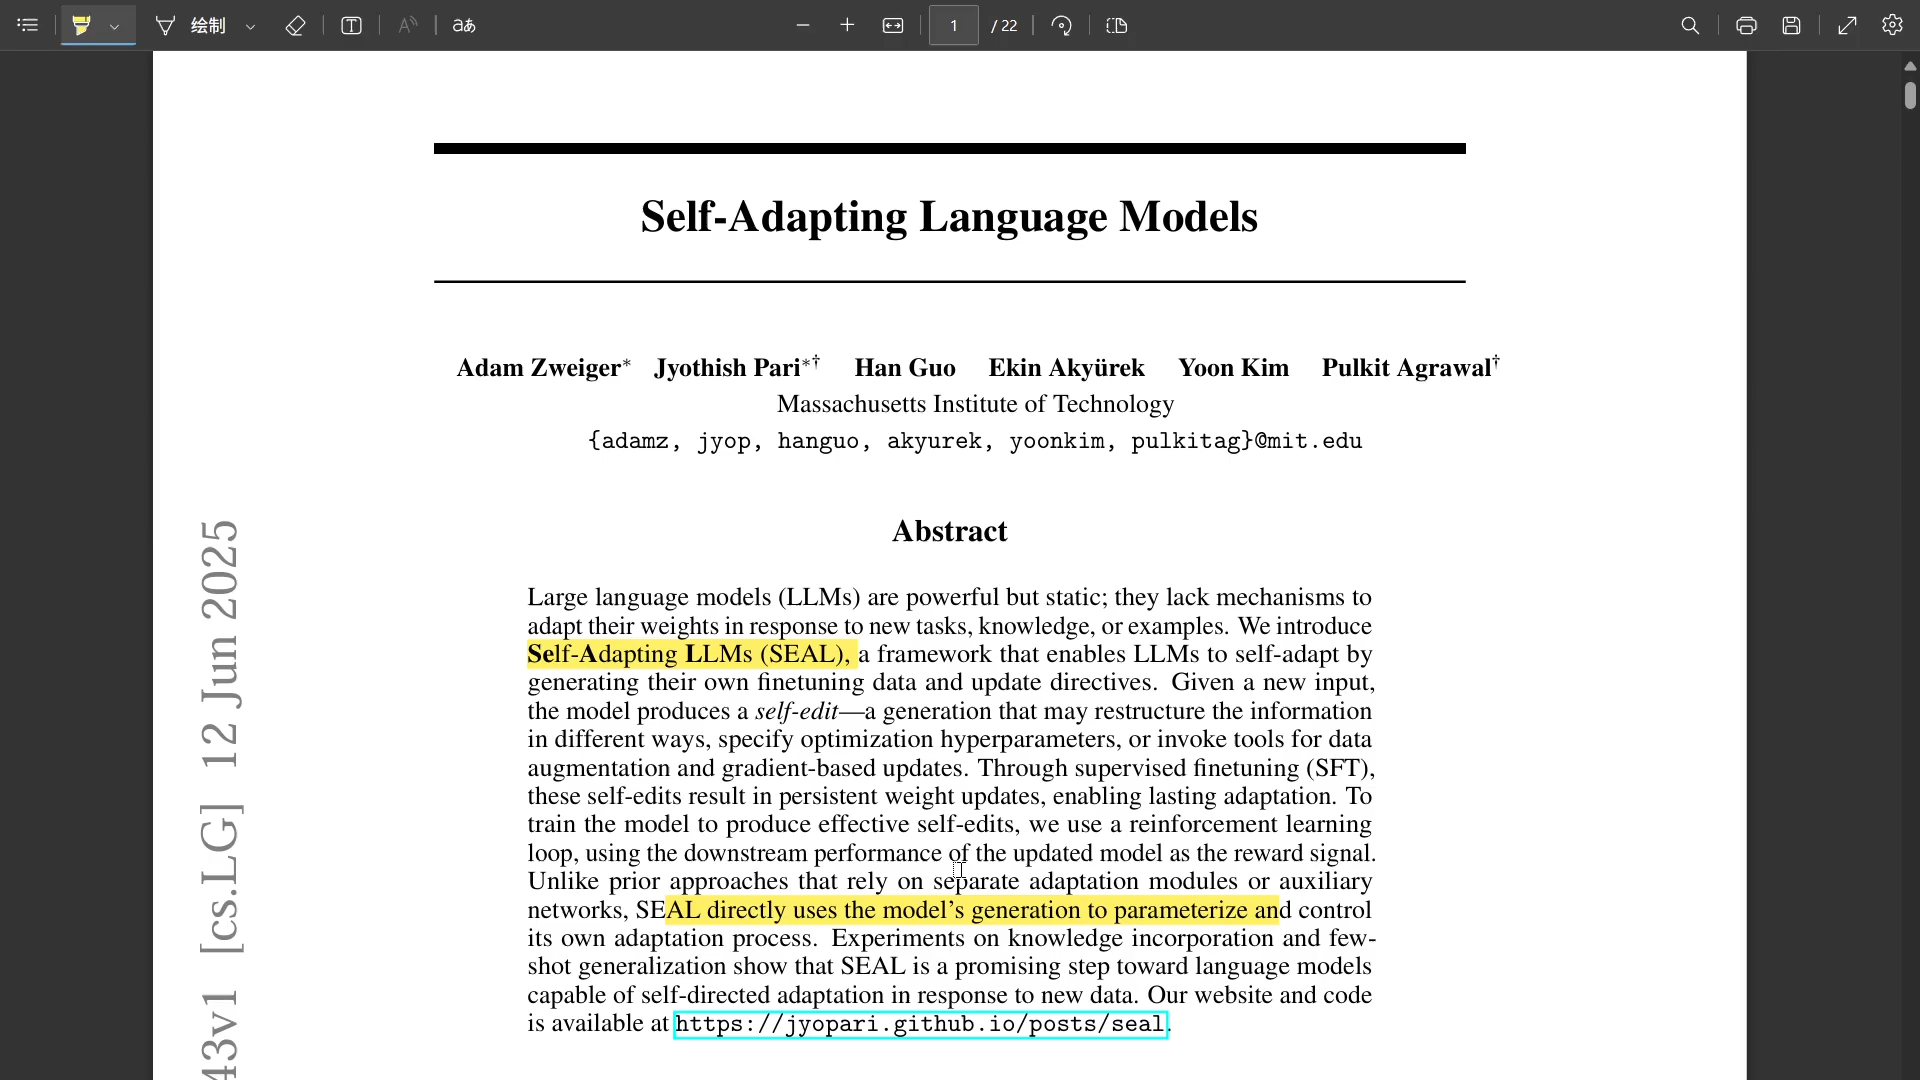 绘制
aあ
1
/ 22
Self-Adapting Language Models
Adam Zweiger* Jyothish Pari*† Han Guo Ekin Akyürek Yoon Kim Pulkit Agrawal†
Massachusetts Institute of Technology
{adamz, jyop, hanguo, akyurek, yoonkim, pulkitag}@mit.edu
43v1 [cs.LG] 12 Jun 2025
Abstract
Large language models (LLMs) are powerful but static; they lack mechanisms to
adapt their weights in response to new tasks, knowledge, or examples. We introduce
Self-Adapting LLMs (SEAL), a framework that enables LLMs to self-adapt by
generating their own finetuning data and update directives. Given a new input,
the model produces a self-edit—a generation that may restructure the information
in different ways, specify optimization hyperparameters, or invoke tools for data
augmentation and gradient-based updates. Through supervised finetuning (SFT),
these self-edits result in persistent weight updates, enabling lasting adaptation. To
train the model to produce effective self-edits, we use a reinforcement learning
loop, using the downstream performance of the updated model as the reward signal.
Unlike prior approaches that rely on separate adaptation modules or auxiliary
networks, SEAL directly uses the model's generation to parameterize and control
its own adaptation process. Experiments on knowledge incorporation and few-
shot generalization show that SEAL is a promising step toward language models
capable of self-directed adaptation in response to new data. Our website and code
is available at https://jyopari.github.io/posts/seal.